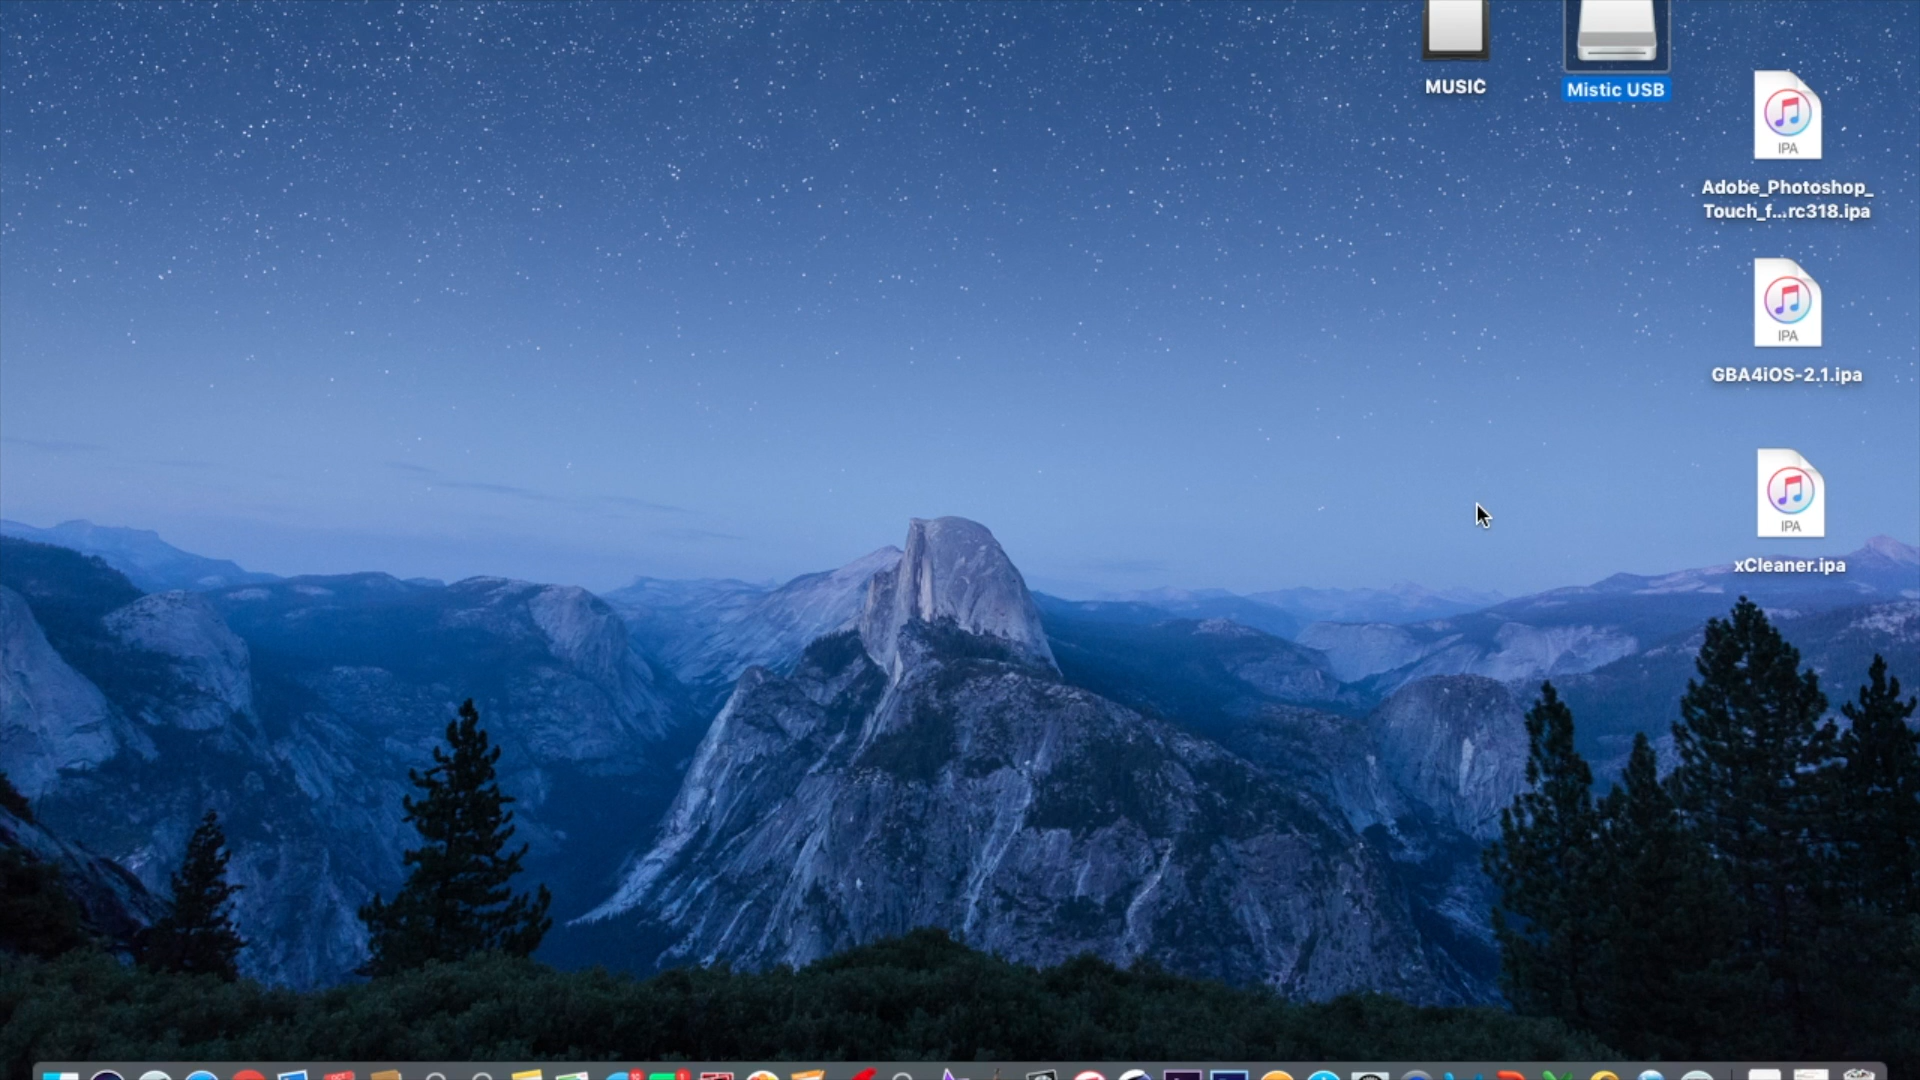 MUSIC
Mistic USB
IPA
Adobe_Photoshop_
Touch_f...rc318.ipa
IPA
GBA4iOS-2.1.ipa
IPA
xCleaner.ipa